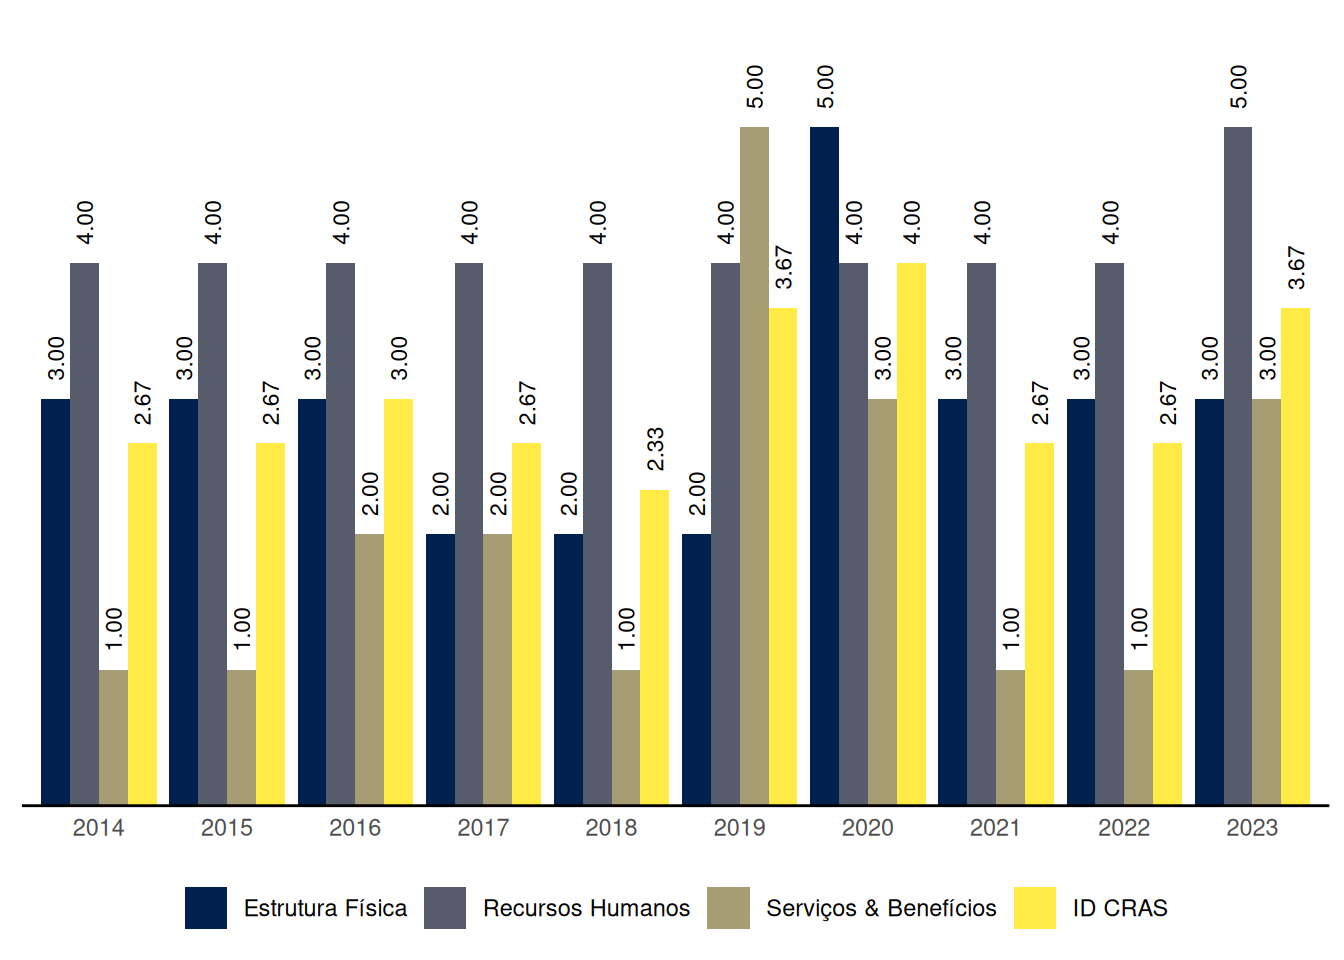 3.00 4.00 1.00 2.67 3.00 4.00 1.00 2.67 3.00 4.00 2.00 3.00 2.00 4.00 2.00 2.67 2.00 4.00 1.00 2.33 2.00 4.00 5.00 3.67 5.00 4.00 3.00 4.00 3.00 4.00 1.00 2.67 3.00 4.00 1.00 2.67 3.00 5.00 3.00 3.67
2014 2015 2016 2017 2018 2019 2020 2021 2022 2023
Estrutura Física Recursos Humanos Serviços & Benefícios ID CRAS